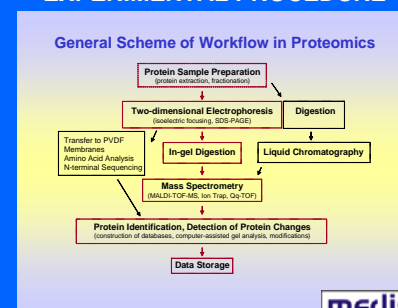 EXPERIMENTAL PROCEDURE
General Scheme of Workflow in Proteomics
Protein Sample Preparation
(protein extraction, fractionation)
Two-dimensional Electrophoresis
(isoelectric focusing, SDS-PAGE)
Digestion
Transfer to PVDF
Membranes
Amino Acid Analysis
N-terminal Sequencing
In-gel Digestion
Liquid Chromatography
Mass Spectrometry
(MALDI-TOF-MS, Ion Trap, Qq-TOF)
Protein Identification, Detection of Protein Changes
(construction of databases, computer-assisted gel analysis, modifications)
Data Storage